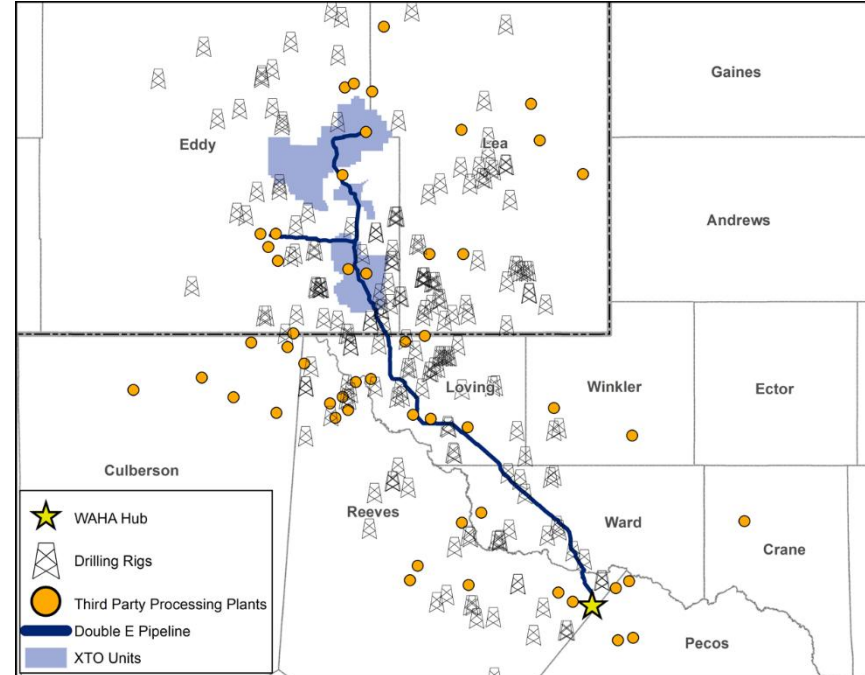 Gaines
Eddy
Lea
Andrews
Loving
Winkler
Ector
Culberson
Reeves
Ward
Crane
Pecos
WAHA Hub
Drilling Rigs
Third Party Processing Plants
Double E Pipeline
XTO Units